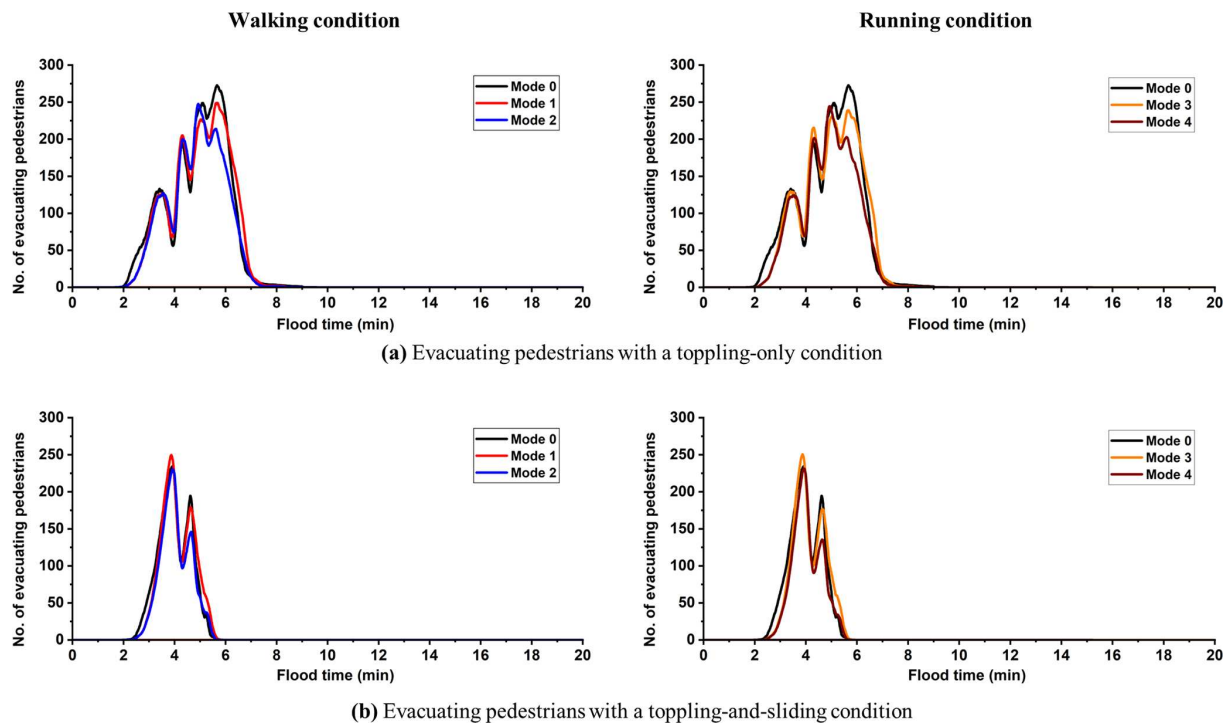 Walking condition
Running condition
300
250
200
150
100
50
0
No. of evacuating pedestrians
Mode 0
Mode 1
Mode 2
0 2 4 6 8 10 12 14 16 18 20
Flood time (min)
300
250
200
150
100
50
0
No. of evacuating pedestrians
Mode 0
Mode 3
Mode 4
0 2 4 6 8 10 12 14 16 18 20
Flood time (min)
(a) Evacuating pedestrians with a toppling-only condition
300
250
200
150
100
50
0
No. of evacuating pedestrians
Mode 0
Mode 1
Mode 2
0 2 4 6 8 10 12 14 16 18 20
Flood time (min)
300
250
200
150
100
50
0
No. of evacuating pedestrians
Mode 0
Mode 3
Mode 4
0 2 4 6 8 10 12 14 16 18 20
Flood time (min)
(b) Evacuating pedestrians with a toppling-and-sliding condition